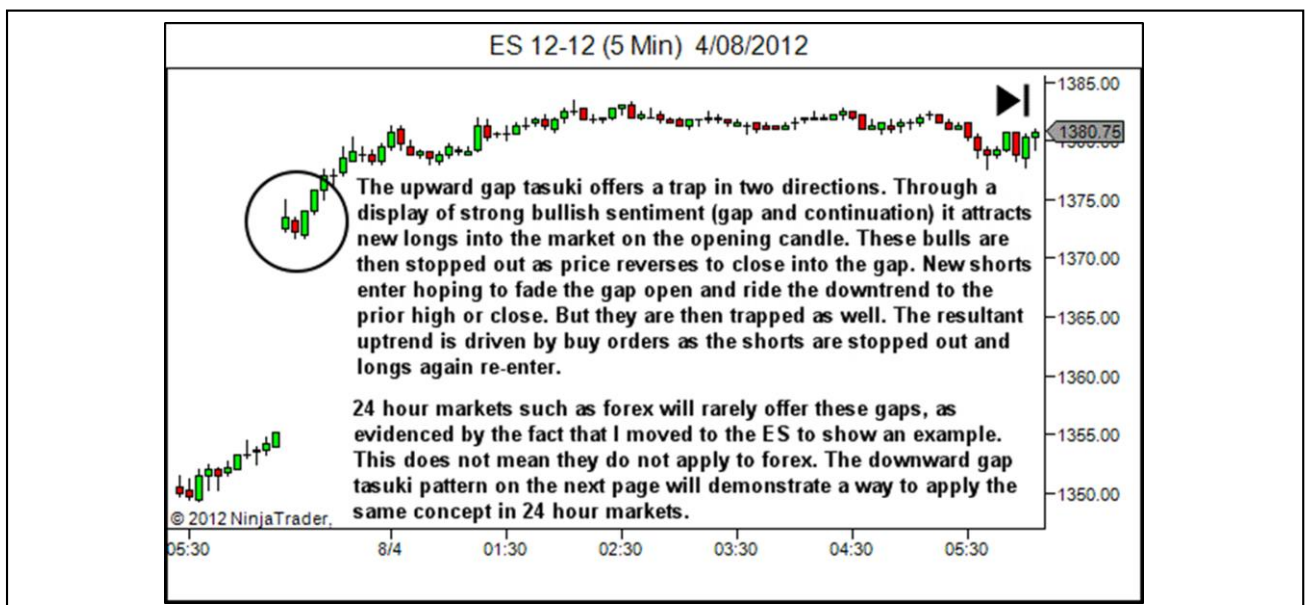 ES 12-12 (5 Min) 4/08/2012
1385.00
1380.75
The upward gap tasuki offers a trap in two directions. Through a
display of strong bullish sentiment (gap and continuation) it attracts
1375.00
new longs into the market on the opening candle. These bulls are
then stopped out as price reverses to close into the gap. New shorts
1370.00
enter hoping to fade the gap open and ride the downtrend to the
prior high or close. But they are then trapped as well. The resultant
1365.00
uptrend is driven by buy orders as the shorts are stopped out and
longs again re-enter.
1360.00
24 hour markets such as forex will rarely offer these gaps, as
evidenced by the fact that I moved to the ES to show an example.
1355.00
This does not mean they do not apply to forex. The downward gap
tasuki pattern on the next page will demonstrate a way to apply the
1350.00
same concept in 24 hour markets.
© 2012 NinjaTrader,
05:30 8/4 01:30 02:30 03:30 04:30 05:30